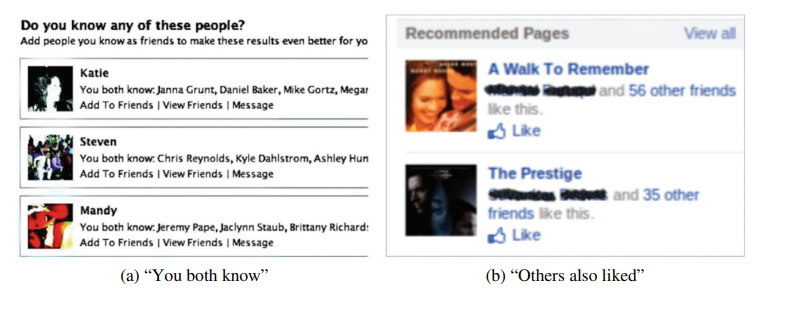 Do you know any of these people?
Add people you know as friends to make these results even better for yo
Katie
You both know: Janna Grunt, Daniel Baker, Mike Gortz, Megar
Add To Friends | View Friends | Message
Steven
You both know: Chris Reynolds, Kyle Dahlstrom, Ashley Hun
Add To Friends | View Friends | Message
Mandy
You both know: Jeremy Pape, Jaclynn Staub, Brittany Richard
Add To Friends | View Friends | Message
(a) “You both know”
Recommended Pages View all
A Walk To Remember
and 56 other friends
like this.
Like
The Prestige
and 35 other
friends like this.
Like
(b) “Others also liked”